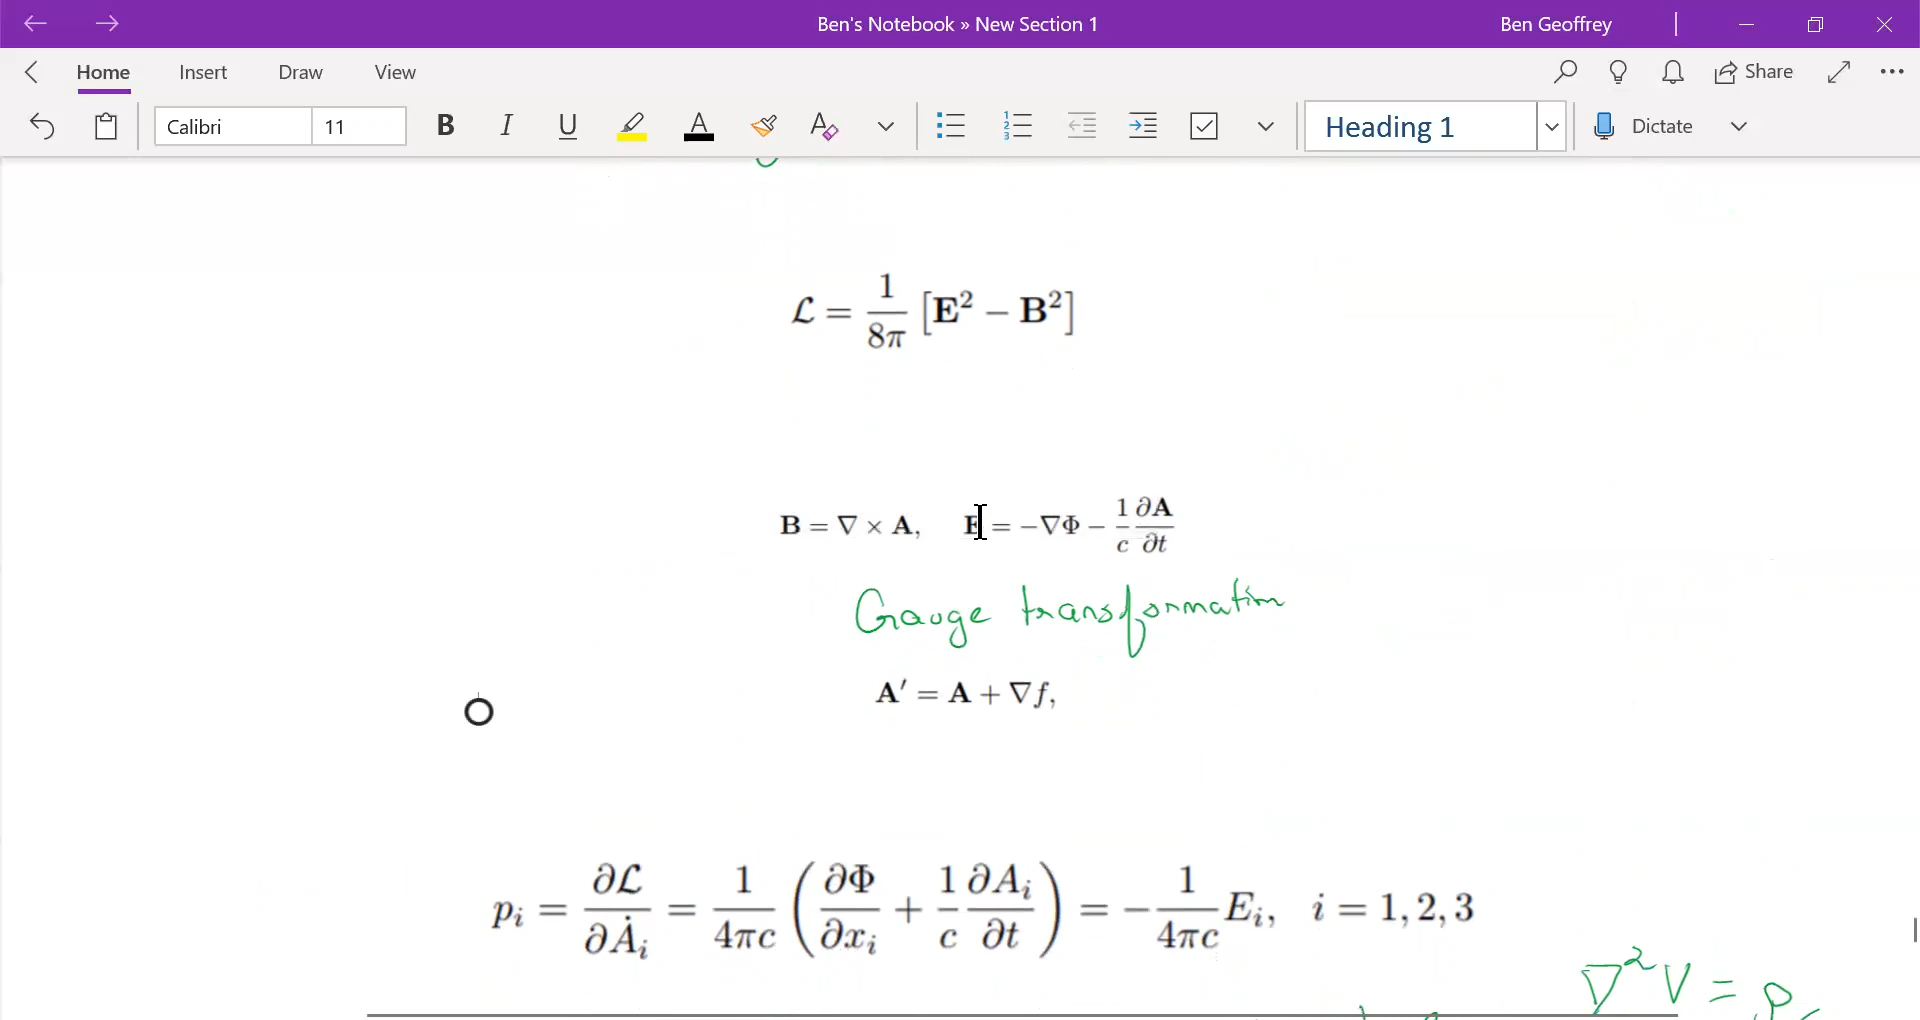 Ben's Notebook » New Section 1
Ben Geoffrey
Home Insert Draw View
Share
Calibri 11 B I U A A Heading 1 Dictate
ℒ = 1/8π [E² − B²]
B = ∇ × A, E = −∇Φ − 1/c ∂A/∂t
Gauge transformation
A′ = A + ∇f,
pᵢ = ∂ℒ/∂Ȧᵢ = 1/4πc (∂Φ/∂xᵢ + 1/c ∂Aᵢ/∂t) = − 1/4πc Eᵢ, i = 1, 2, 3
∇²V = ρ